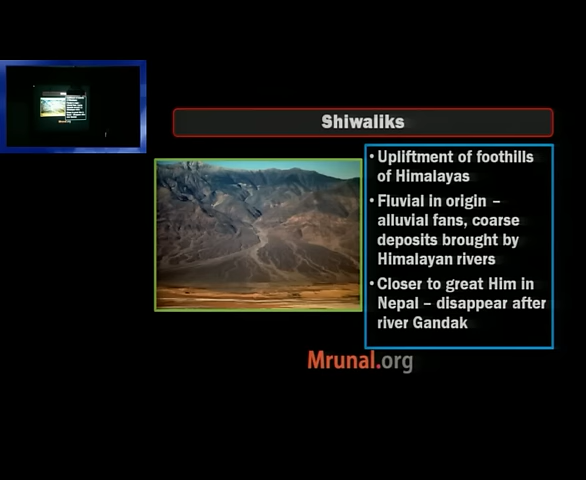 Shiwaliks
• Upliftment of foothills
of Himalayas
• Fluvial in origin –
alluvial fans, coarse
deposits brought by
Himalayan rivers
• Closer to great Him in
Nepal – disappear after
river Gandak
Mrunal.org